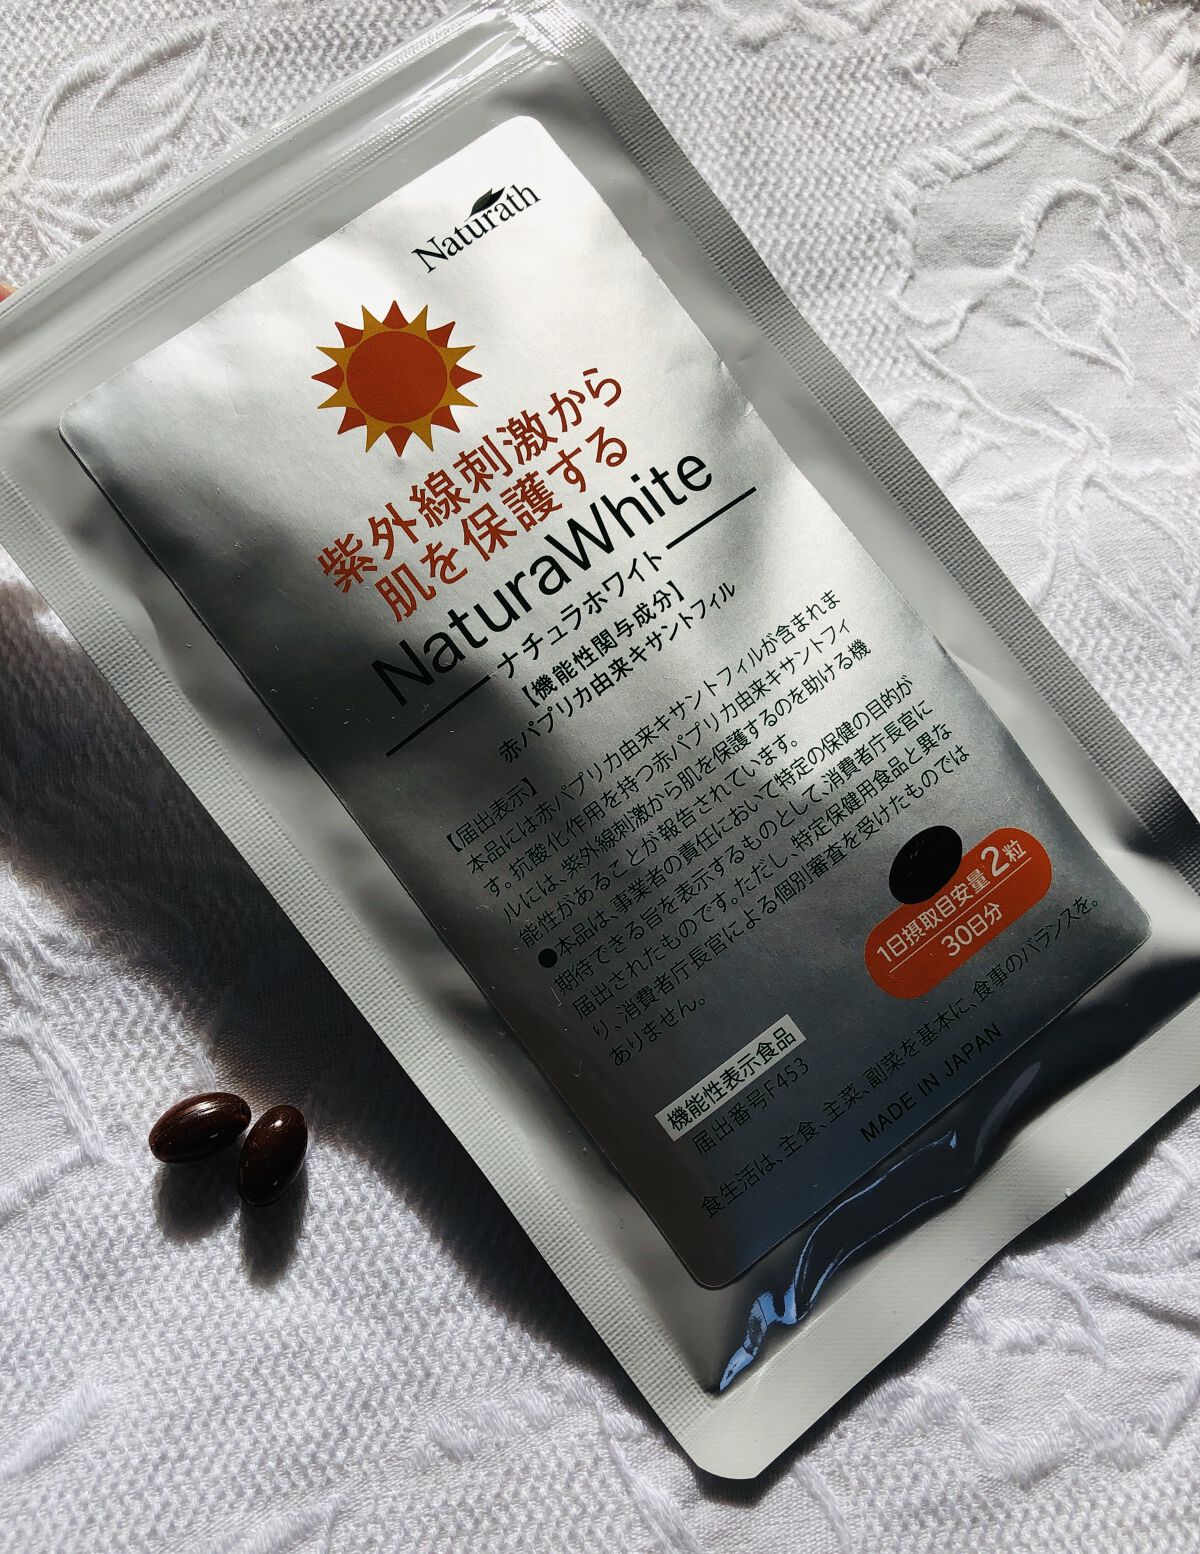 Naturath
紫外線刺激から
肌を保護する
NaturaWhite
ナチュラホワイト
【機能性関与成分】
赤パプリカ由来キサントフィル
【届出表示】
本品には赤パプリカ由来キサントフィルが含まれま
す。抗酸化作用を持つ赤パプリカ由来キサントフィ
ルには、紫外線刺激から肌を保護するのを助ける機
能性があることが報告されています。
●本品は、事業者の責任において特定の保健の目的が
期待できる旨を表示するものとして、消費者庁長官に
届出されたものです。ただし、特定保健用食品と異な
り、消費者庁長官による個別審査を受けたものでは
ありません。
1日摂取目安量2粒
30日分
機能性表示食品
届出番号F453
食生活は、主食、主菜、副菜を基本に、食事のバランスを。
MADE IN JAPAN